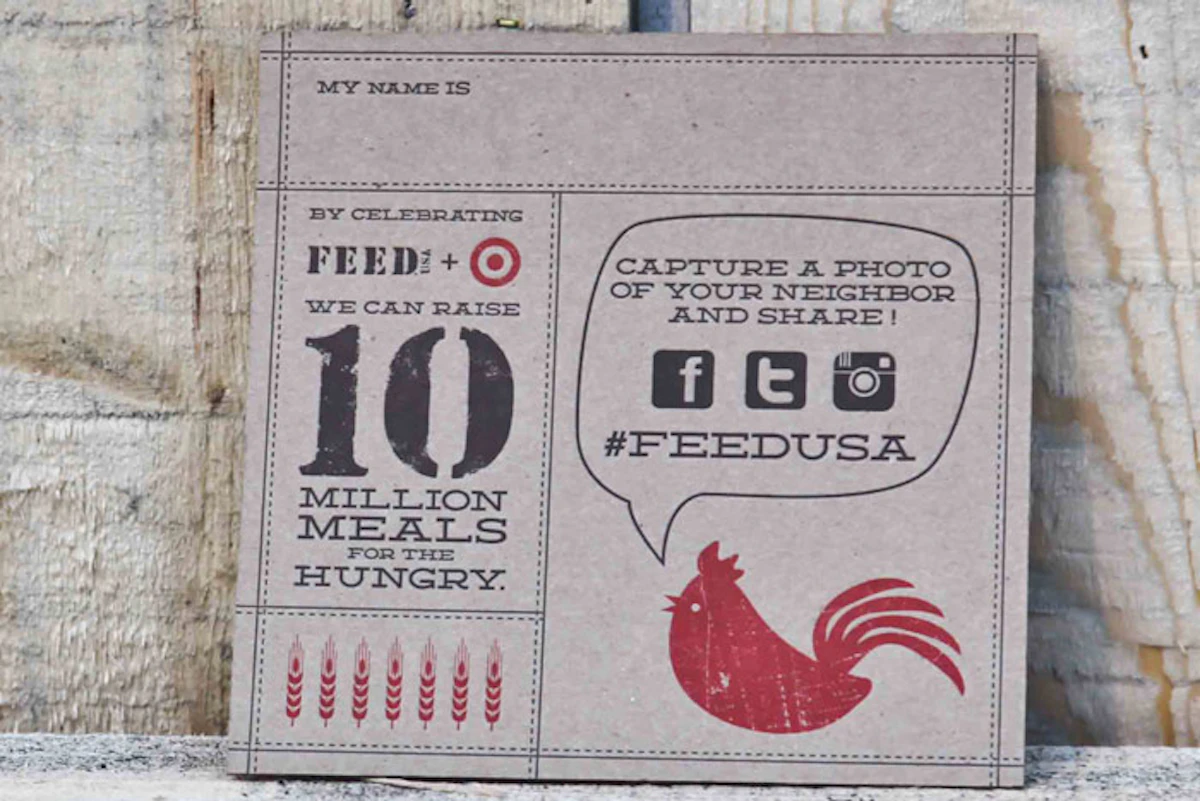 MY NAME IS
BY CELEBRATING
FEED USA +
WE CAN RAISE
10
MILLION
MEALS
FOR THE
HUNGRY.
CAPTURE A PHOTO
OF YOUR NEIGHBOR
AND SHARE!
f t
#FEEDUSA